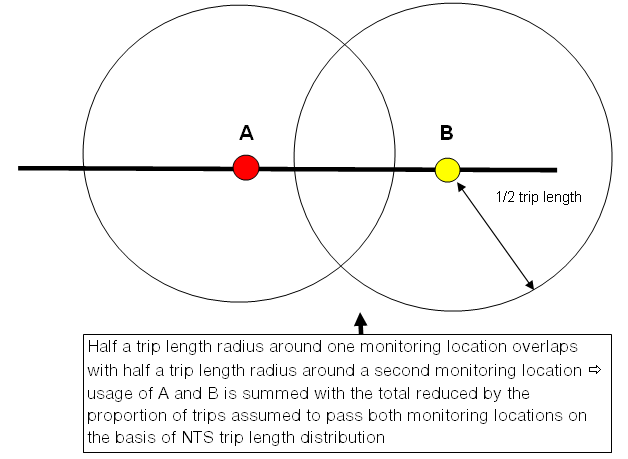 A
B
1/2 trip length
Half a trip length radius around one monitoring location overlaps
with half a trip length radius around a second monitoring location ⇨
usage of A and B is summed with the total reduced by the
proportion of trips assumed to pass both monitoring locations on
the basis of NTS trip length distribution